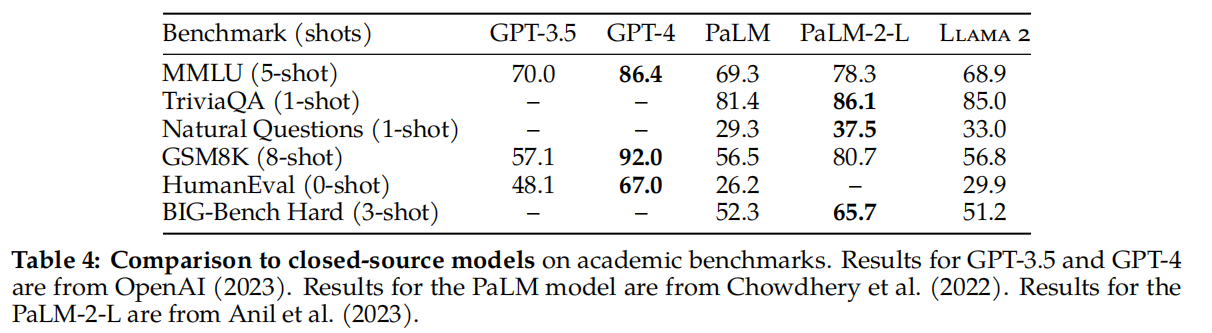 Benchmark (shots) GPT-3.5 GPT-4 PaLM PaLM-2-L LLAMA 2
MMLU (5-shot) 70.0 86.4 69.3 78.3 68.9
TriviaQA (1-shot) – – 81.4 86.1 85.0
Natural Questions (1-shot) – – 29.3 37.5 33.0
GSM8K (8-shot) 57.1 92.0 56.5 80.7 56.8
HumanEval (0-shot) 48.1 67.0 26.2 – 29.9
BIG-Bench Hard (3-shot) – – 52.3 65.7 51.2
Table 4: Comparison to closed-source models on academic benchmarks. Results for GPT-3.5 and GPT-4
are from OpenAI (2023). Results for the PaLM model are from Chowdhery et al. (2022). Results for the
PaLM-2-L are from Anil et al. (2023).